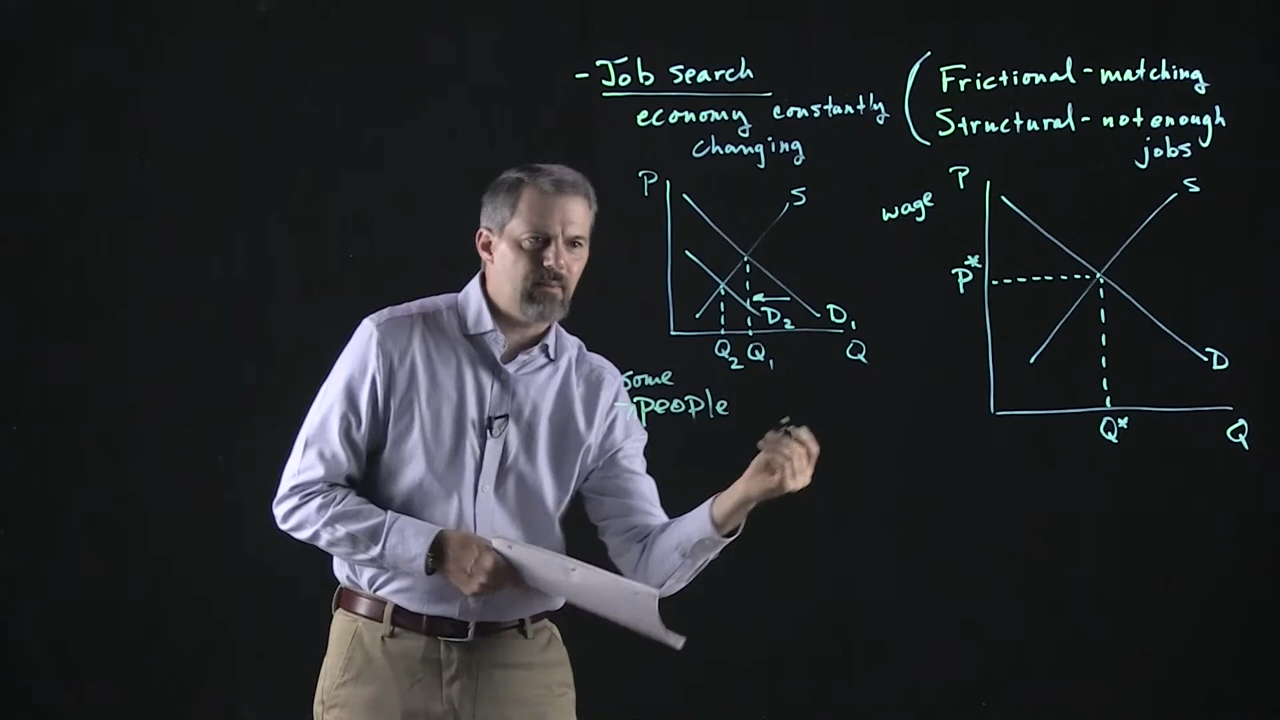 - Job search
economy constantly
changing
P
S
D₂
D₁
Q₂ Q₁
Q
some
→people
(Frictional - matching
Structural - not enough
jobs
wage
P
S
P*
D
Q*
Q